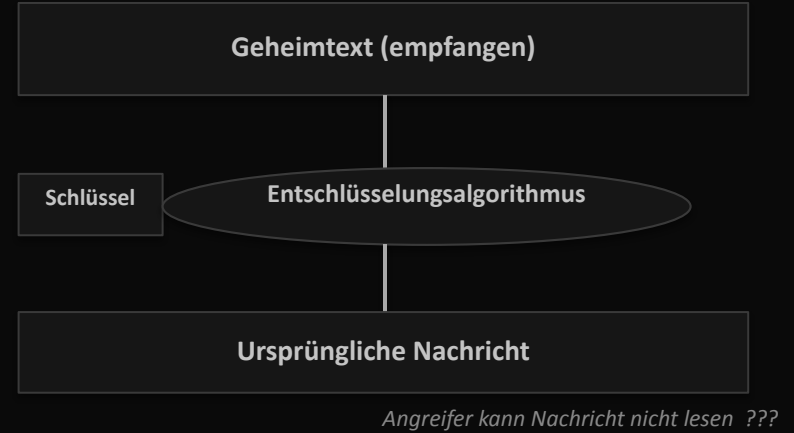 Geheimtext (empfangen)
Schlüssel
Entschlüsselungsalgorithmus
Ursprüngliche Nachricht
Angreifer kann Nachricht nicht lesen ???